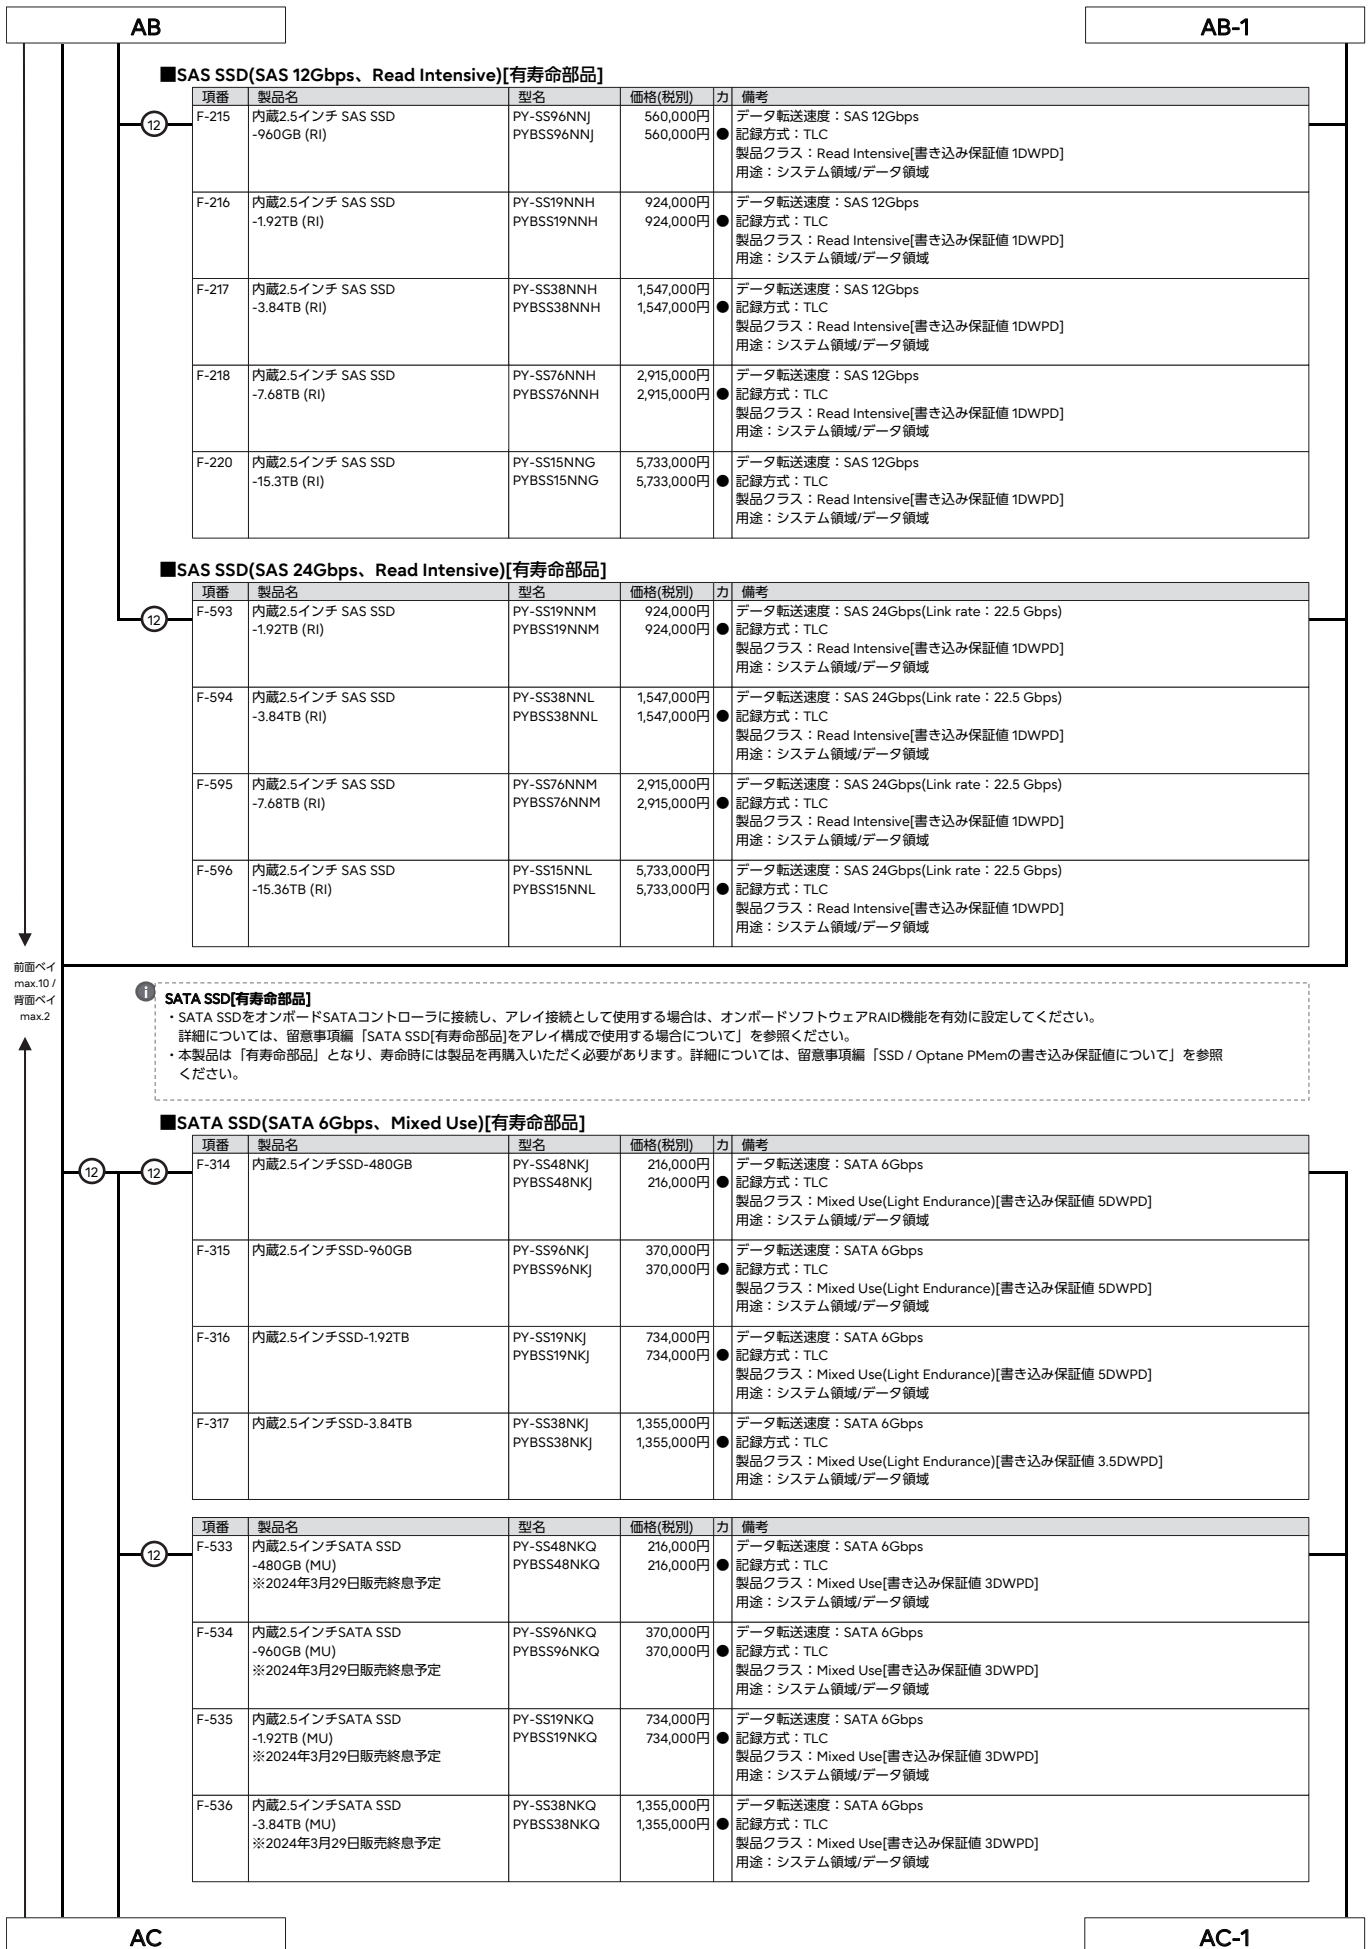 AB
AB-1
■SAS SSD(SAS 12Gbps、Read Intensive)[有寿命部品]
項番 製品名 型名 価格(税別) カ 備考
12
F-215 内蔵2.5インチ SAS SSD PY-SS96NNJ 560,000円 データ転送速度：SAS 12Gbps
-960GB (RI) PYBSS96NNJ 560,000円 ● 記録方式：TLC
製品クラス：Read Intensive[書き込み保証値 1DWPD]
用途：システム領域/データ領域
F-216 内蔵2.5インチ SAS SSD PY-SS19NNH 924,000円 データ転送速度：SAS 12Gbps
-1.92TB (RI) PYBSS19NNH 924,000円 ● 記録方式：TLC
製品クラス：Read Intensive[書き込み保証値 1DWPD]
用途：システム領域/データ領域
F-217 内蔵2.5インチ SAS SSD PY-SS38NNH 1,547,000円 データ転送速度：SAS 12Gbps
-3.84TB (RI) PYBSS38NNH 1,547,000円 ● 記録方式：TLC
製品クラス：Read Intensive[書き込み保証値 1DWPD]
用途：システム領域/データ領域
F-218 内蔵2.5インチ SAS SSD PY-SS76NNH 2,915,000円 データ転送速度：SAS 12Gbps
-7.68TB (RI) PYBSS76NNH 2,915,000円 ● 記録方式：TLC
製品クラス：Read Intensive[書き込み保証値 1DWPD]
用途：システム領域/データ領域
F-220 内蔵2.5インチ SAS SSD PY-SS15NNG 5,733,000円 データ転送速度：SAS 12Gbps
-15.3TB (RI) PYBSS15NNG 5,733,000円 ● 記録方式：TLC
製品クラス：Read Intensive[書き込み保証値 1DWPD]
用途：システム領域/データ領域
■SAS SSD(SAS 24Gbps、Read Intensive)[有寿命部品]
項番 製品名 型名 価格(税別) カ 備考
12
F-593 内蔵2.5インチ SAS SSD PY-SS19NNM 924,000円 データ転送速度：SAS 24Gbps(Link rate：22.5 Gbps)
-1.92TB (RI) PYBSS19NNM 924,000円 ● 記録方式：TLC
製品クラス：Read Intensive[書き込み保証値 1DWPD]
用途：システム領域/データ領域
F-594 内蔵2.5インチ SAS SSD PY-SS38NNL 1,547,000円 データ転送速度：SAS 24Gbps(Link rate：22.5 Gbps)
-3.84TB (RI) PYBSS38NNL 1,547,000円 ● 記録方式：TLC
製品クラス：Read Intensive[書き込み保証値 1DWPD]
用途：システム領域/データ領域
F-595 内蔵2.5インチ SAS SSD PY-SS76NNM 2,915,000円 データ転送速度：SAS 24Gbps(Link rate：22.5 Gbps)
-7.68TB (RI) PYBSS76NNM 2,915,000円 ● 記録方式：TLC
製品クラス：Read Intensive[書き込み保証値 1DWPD]
用途：システム領域/データ領域
F-596 内蔵2.5インチ SAS SSD PY-SS15NNL 5,733,000円 データ転送速度：SAS 24Gbps(Link rate：22.5 Gbps)
-15.36TB (RI) PYBSS15NNL 5,733,000円 ● 記録方式：TLC
製品クラス：Read Intensive[書き込み保証値 1DWPD]
用途：システム領域/データ領域
前面ベイ
max.10 /
背面ベイ
max.2
i
SATA SSD[有寿命部品]
・SATA SSDをオンボードSATAコントローラに接続し、アレイ接続として使用する場合は、オンボードソフトウェアRAID機能を有効に設定してください。
詳細については、留意事項編「SATA SSD[有寿命部品]をアレイ構成で使用する場合について」を参照ください。
・本製品は「有寿命部品」となり、寿命時には製品を再購入いただく必要があります。詳細については、留意事項編「SSD / Optane PMemの書き込み保証値について」を参照
ください。
■SATA SSD(SATA 6Gbps、Mixed Use)[有寿命部品]
項番 製品名 型名 価格(税別) カ 備考
12
12
F-314 内蔵2.5インチSSD-480GB PY-SS48NKJ 216,000円 データ転送速度：SATA 6Gbps
PYBSS48NKJ 216,000円 ● 記録方式：TLC
製品クラス：Mixed Use(Light Endurance)[書き込み保証値 5DWPD]
用途：システム領域/データ領域
F-315 内蔵2.5インチSSD-960GB PY-SS96NKJ 370,000円 データ転送速度：SATA 6Gbps
PYBSS96NKJ 370,000円 ● 記録方式：TLC
製品クラス：Mixed Use(Light Endurance)[書き込み保証値 5DWPD]
用途：システム領域/データ領域
F-316 内蔵2.5インチSSD-1.92TB PY-SS19NKJ 734,000円 データ転送速度：SATA 6Gbps
PYBSS19NKJ 734,000円 ● 記録方式：TLC
製品クラス：Mixed Use(Light Endurance)[書き込み保証値 5DWPD]
用途：システム領域/データ領域
F-317 内蔵2.5インチSSD-3.84TB PY-SS38NKJ 1,355,000円 データ転送速度：SATA 6Gbps
PYBSS38NKJ 1,355,000円 ● 記録方式：TLC
製品クラス：Mixed Use(Light Endurance)[書き込み保証値 3.5DWPD]
用途：システム領域/データ領域
項番 製品名 型名 価格(税別) カ 備考
12
F-533 内蔵2.5インチSATA SSD PY-SS48NKQ 216,000円 データ転送速度：SATA 6Gbps
-480GB (MU) PYBSS48NKQ 216,000円 ● 記録方式：TLC
※2024年3月29日販売終息予定 製品クラス：Mixed Use[書き込み保証値 3DWPD]
用途：システム領域/データ領域
F-534 内蔵2.5インチSATA SSD PY-SS96NKQ 370,000円 データ転送速度：SATA 6Gbps
-960GB (MU) PYBSS96NKQ 370,000円 ● 記録方式：TLC
※2024年3月29日販売終息予定 製品クラス：Mixed Use[書き込み保証値 3DWPD]
用途：システム領域/データ領域
F-535 内蔵2.5インチSATA SSD PY-SS19NKQ 734,000円 データ転送速度：SATA 6Gbps
-1.92TB (MU) PYBSS19NKQ 734,000円 ● 記録方式：TLC
※2024年3月29日販売終息予定 製品クラス：Mixed Use[書き込み保証値 3DWPD]
用途：システム領域/データ領域
F-536 内蔵2.5インチSATA SSD PY-SS38NKQ 1,355,000円 データ転送速度：SATA 6Gbps
-3.84TB (MU) PYBSS38NKQ 1,355,000円 ● 記録方式：TLC
※2024年3月29日販売終息予定 製品クラス：Mixed Use[書き込み保証値 3DWPD]
用途：システム領域/データ領域
AC
AC-1